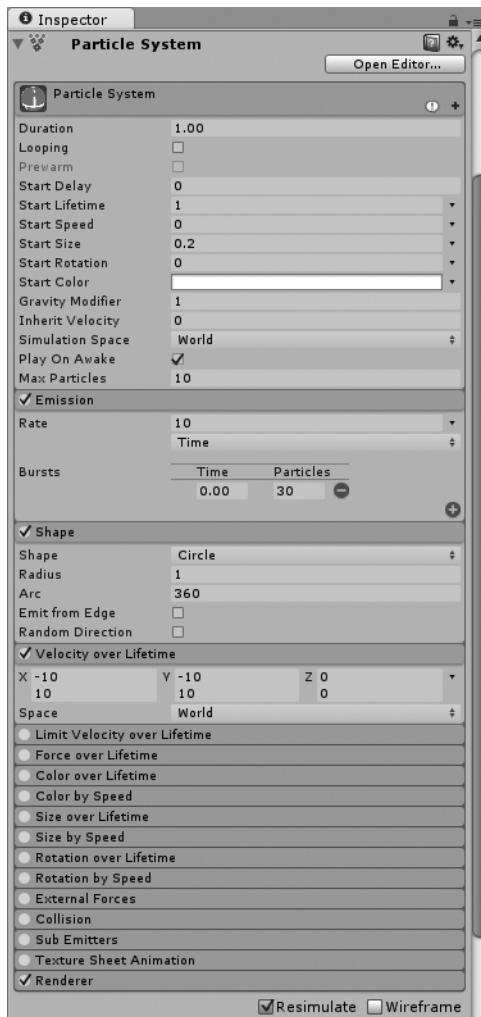 Inspector
Particle System
Open Editor...
Particle System
Duration 1.00
Looping
Prewarm
Start Delay 0
Start Lifetime 1
Start Speed 0
Start Size 0.2
Start Rotation 0
Start Color
Gravity Modifier 1
Inherit Velocity 0
Simulation Space World
Play On Awake
Max Particles 10
Emission
Rate 10
Time
Bursts Time Particles
0.00 30
Shape
Shape Circle
Radius 1
Arc 360
Emit from Edge
Random Direction
Velocity over Lifetime
X -10 Y -10 Z 0
10 10 0
Space World
Limit Velocity over Lifetime
Force over Lifetime
Color over Lifetime
Color by Speed
Size over Lifetime
Size by Speed
Rotation over Lifetime
Rotation by Speed
External Forces
Collision
Sub Emitters
Texture Sheet Animation
Renderer
Resimulate Wireframe